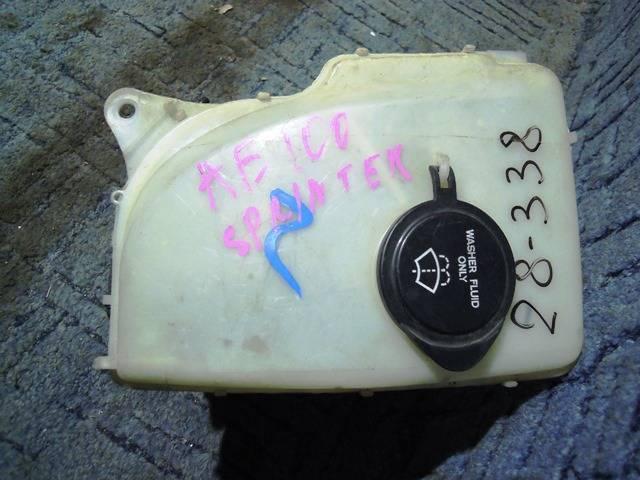 AE100
SPRINTER
WASHER FLUID
ONLY
28-338